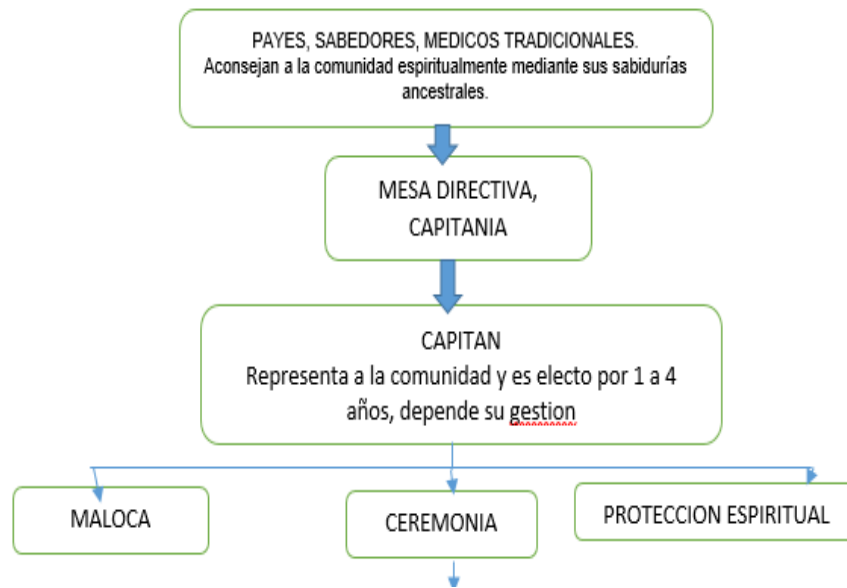 PAYES, SABEDORES, MEDICOS TRADICIONALES.
Aconsejan a la comunidad espiritualmente mediante sus sabidurías
ancestrales.
MESA DIRECTIVA,
CAPITANIA
CAPITAN
Representa a la comunidad y es electo por 1 a 4
años, depende su gestion
MALOCA
CEREMONIA
PROTECCION ESPIRITUAL